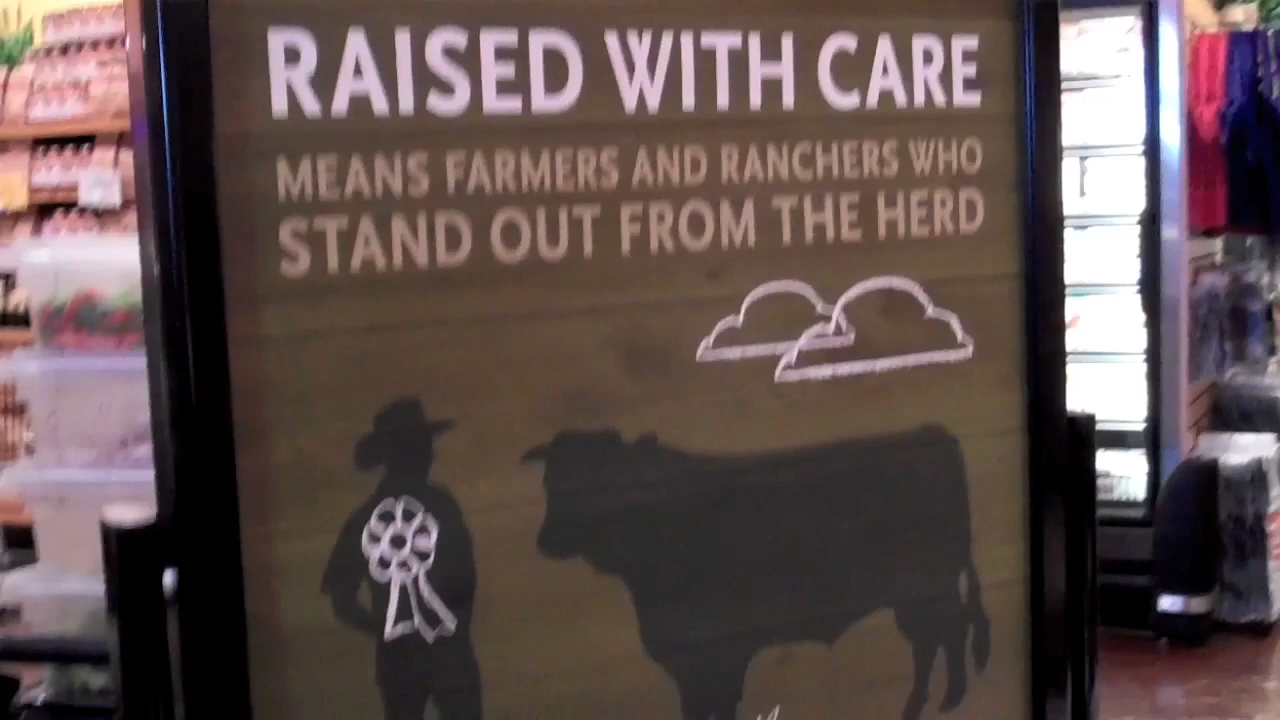 RAISED WITH CARE
MEANS FARMERS AND RANCHERS WHO
STAND OUT FROM THE HERD